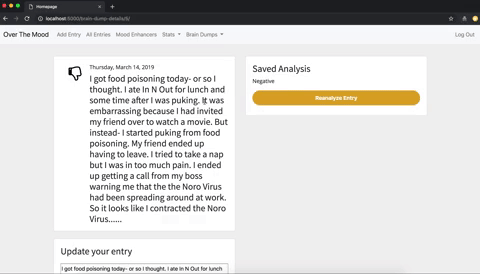 Homepage
localhost:8000/brain-dump-details/5/
Over The Mood Add Entry All Entries Mood Enhancers Stats Brain Dumps Log Out
Thursday, March 14, 2019
I got food poisoning today- or so I
thought. I ate In N Out for lunch and
some time after I was puking. It was
embarrassing because I had invited
my friend over to watch a movie. But
instead- I started puking from food
poisoning. My friend ended up
having to leave. I tried to take a nap
but I was in too much pain. I ended
up getting a call from my boss
warning me that the the Noro Virus
had been spreading around at work.
So it looks like I contracted the Noro
Virus......
Saved Analysis
Negative
Reanalyze Entry
Update your entry
I got food poisoning today- or so I thought. I ate In N Out for lunch